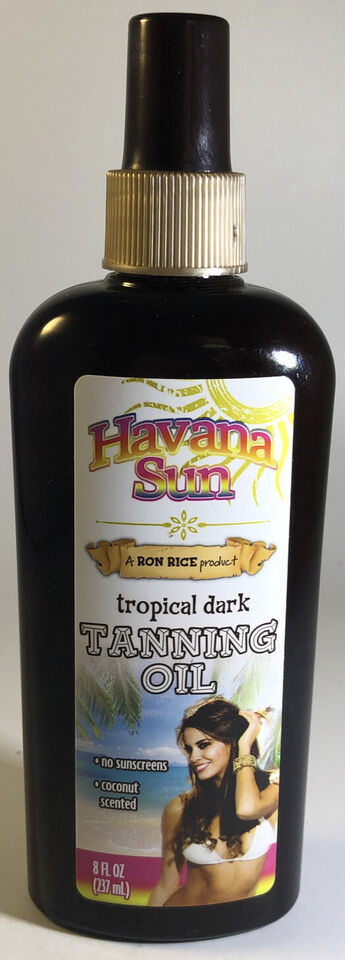 Havana
Sun
A RON RICE product
tropical dark
TANNING
OIL
• no sunscreens
• coconut
scented
8 FL OZ
(237 mL)